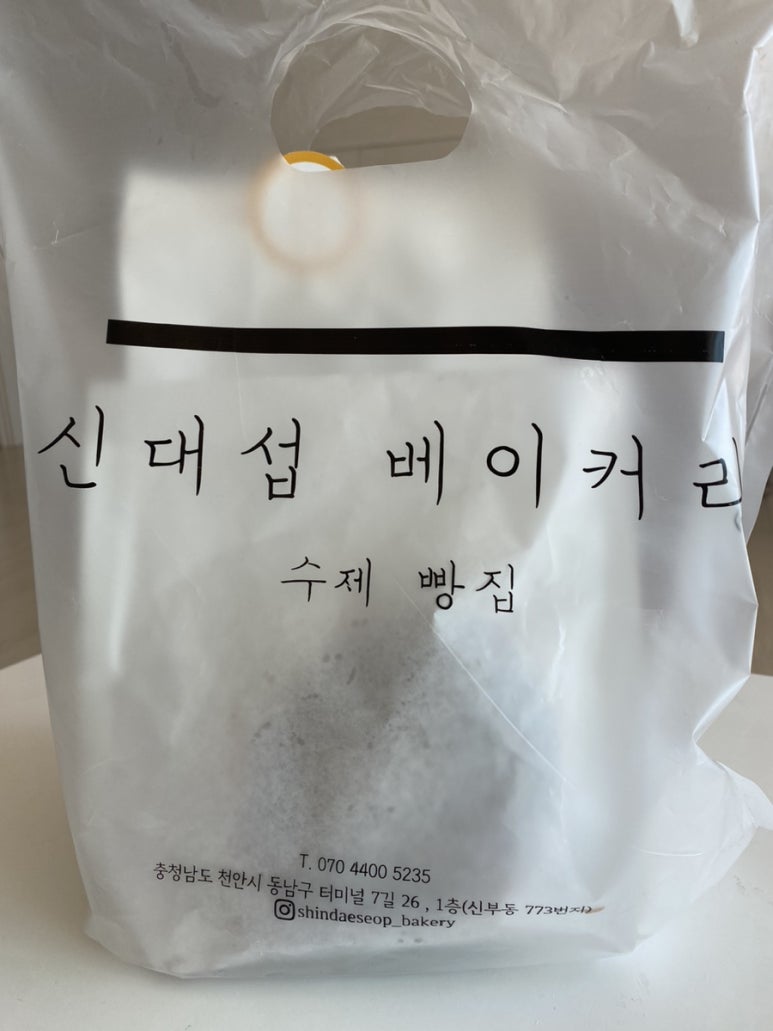 신대섭 베이커리
수제 빵집
T. 070 4400 5235
충청남도 천안시 동남구 터미널 7길 26 , 1층(신부동 773번지)
shindaeseop_bakery